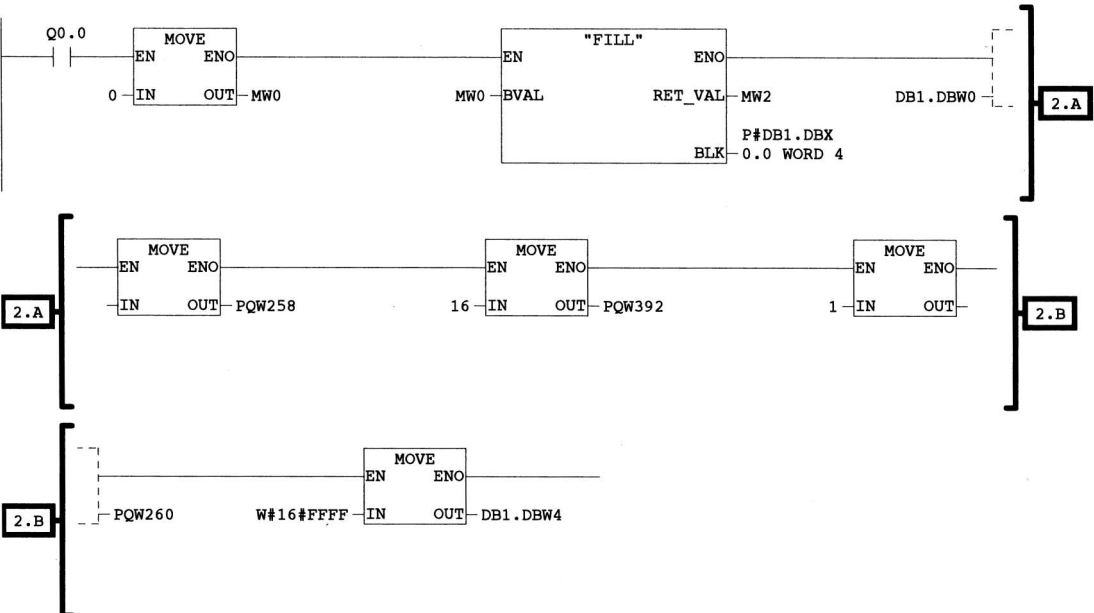 Q0.0
MOVE
EN ENO
0 IN OUT MW0
"FILL"
EN ENO
MW0 BVAL RET_VAL MW2
P#DB1.DBX
BLK 0.0 WORD 4
DB1.DBW0
2.A
2.A
MOVE
EN ENO
IN OUT PQW258
MOVE
EN ENO
16 IN OUT PQW392
MOVE
EN ENO
1 IN OUT
2.B
2.B
PQW260
MOVE
EN ENO
W#16#FFFF IN OUT DB1.DBW4